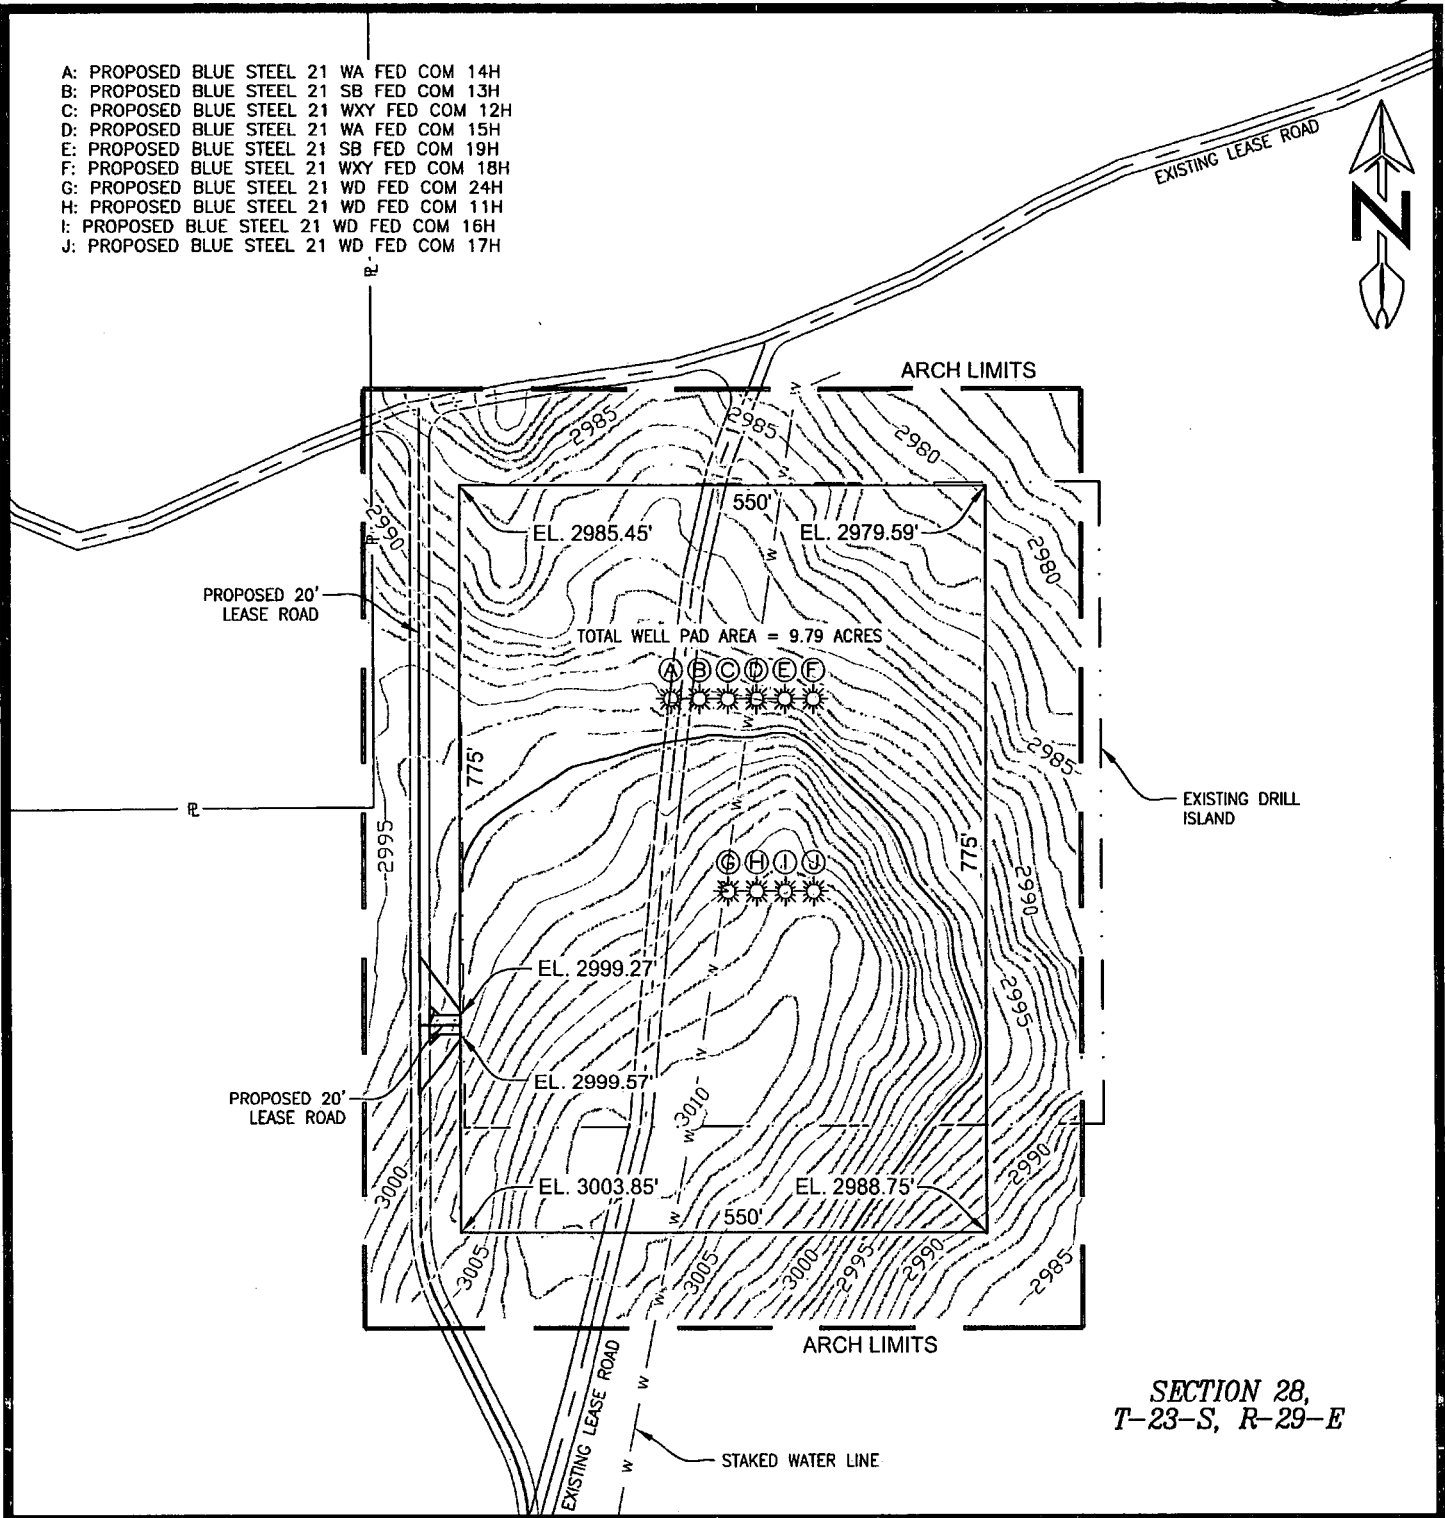 A: PROPOSED BLUE STEEL 21 WA FED COM 14H
B: PROPOSED BLUE STEEL 21 SB FED COM 13H
C: PROPOSED BLUE STEEL 21 WXY FED COM 12H
D: PROPOSED BLUE STEEL 21 WA FED COM 15H
E: PROPOSED BLUE STEEL 21 SB FED COM 19H
F: PROPOSED BLUE STEEL 21 WXY FED COM 18H
G: PROPOSED BLUE STEEL 21 WD FED COM 24H
H: PROPOSED BLUE STEEL 21 WD FED COM 11H
I: PROPOSED BLUE STEEL 21 WD FED COM 16H
J: PROPOSED BLUE STEEL 21 WD FED COM 17H
EXISTING LEASE ROAD
N
PL
ARCH LIMITS
W
2985
2985
2980
W
550'
2990
PL
EL. 2985.45'
EL. 2979.59'
W
2980
PROPOSED 20'
LEASE ROAD
TOTAL WELL PAD AREA = 9.79 ACRES
A B C D E F
W
2985
775'
PL
W
EXISTING DRILL
ISLAND
2995
775'
G H I J
2990
EL. 2999.27'
W
2995
W
EL. 2999.57'
PROPOSED 20'
LEASE ROAD
3010
W
2990
3000
EL. 3003.85'
EL. 2988.75'
W
550'
3005
3005
3000
2995
2990
2985
W
ARCH LIMITS
EXISTING LEASE ROAD
W
SECTION 28,
T-23-S, R-29-E
STAKED WATER LINE
W